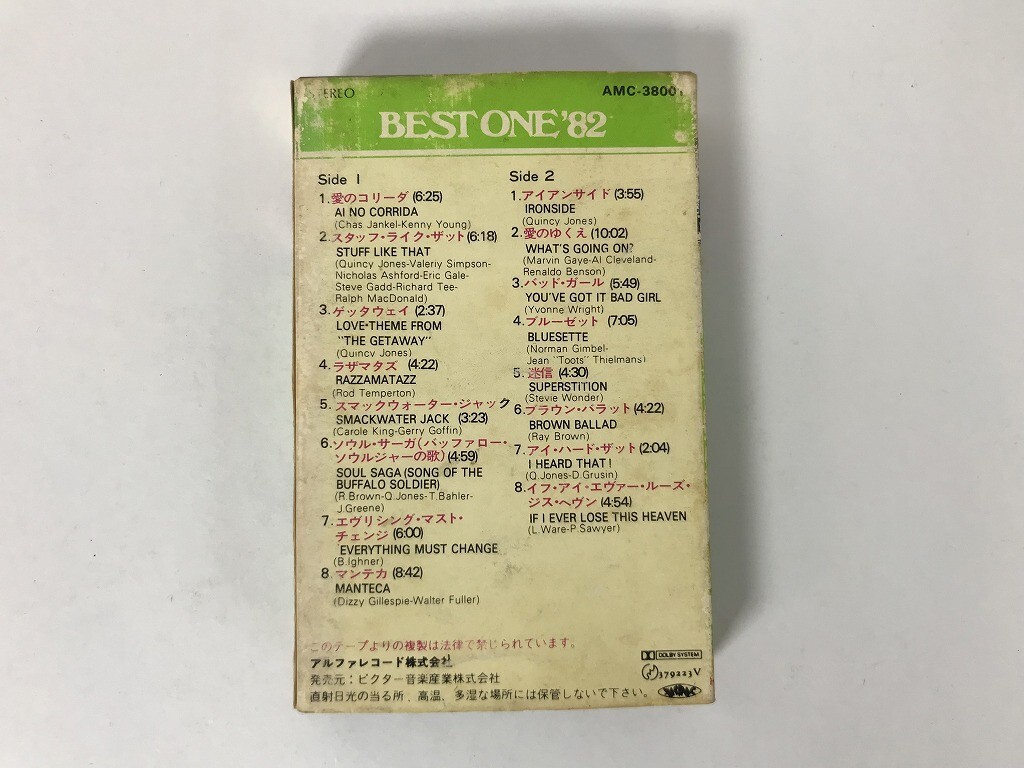 STEREO
AMC-38001
BEST ONE '82
Side 1
1.愛のコリーダ (6:25)
AI NO CORRIDA
(Chas Jankel-Kenny Young)
2.スタッフ・ライク・ザット(6:18)
STUFF LIKE THAT
(Quincy Jones-Valeriy Simpson-
Nicholas Ashford-Eric Gale-
Steve Gadd-Richard Tee-
Ralph MacDonald)
3.ゲッタウェイ (2:37)
LOVE・THEME FROM
"THE GETAWAY"
(Quincy Jones)
4.ラザマタズ (4:22)
RAZZAMATAZZ
(Rod Temperton)
5.スマックウォーター・ジャック
SMACKWATER JACK (3:23)
(Carole King-Gerry Goffin)
6.ソウル・サーガ(バッファロー・
ソウルジャーの歌) (4:59)
SOUL SAGA (SONG OF THE
BUFFALO SOLDIER)
(R.Brown-Q.Jones-T.Bahler-
J.Greene)
7.エヴリシング・マスト・
チェンジ (6:00)
EVERYTHING MUST CHANGE
(B.Ighner)
8.マンテカ (8:42)
MANTECA
(Dizzy Gillespie-Walter Fuller)
Side 2
1.アイアンサイド (3:55)
IRONSIDE
(Quincy Jones)
2.愛のゆくえ (10:02)
WHAT'S GOING ON?
(Marvin Gaye-Al Cleveland-
Renaldo Benson)
3.バッド・ガール (5:49)
YOU'VE GOT IT BAD GIRL
(Yvonne Wright)
4.ブルーゼット (7:05)
BLUESETTE
(Norman Gimbel-
Jean "Toots" Thielmans)
5.迷信 (4:30)
SUPERSTITION
(Stevie Wonder)
6.ブラウン・バラット(4:22)
BROWN BALLAD
(Ray Brown)
7.アイ・ハード・ザット (2:04)
I HEARD THAT!
(Q.Jones-D.Grusin)
8.イフ・アイ・エヴァー・ルーズ・
ジス・ヘヴン (4:54)
IF I EVER LOSE THIS HEAVEN
(L.Ware-P.Sawyer)
このテープよりの複製は法律で禁じられています。
アルファレコード株式会社
発売元:ビクター音楽産業株式会社
直射日光の当る所、高温、多湿な場所には保管しないで下さい。
DOLBY SYSTEM
379223V